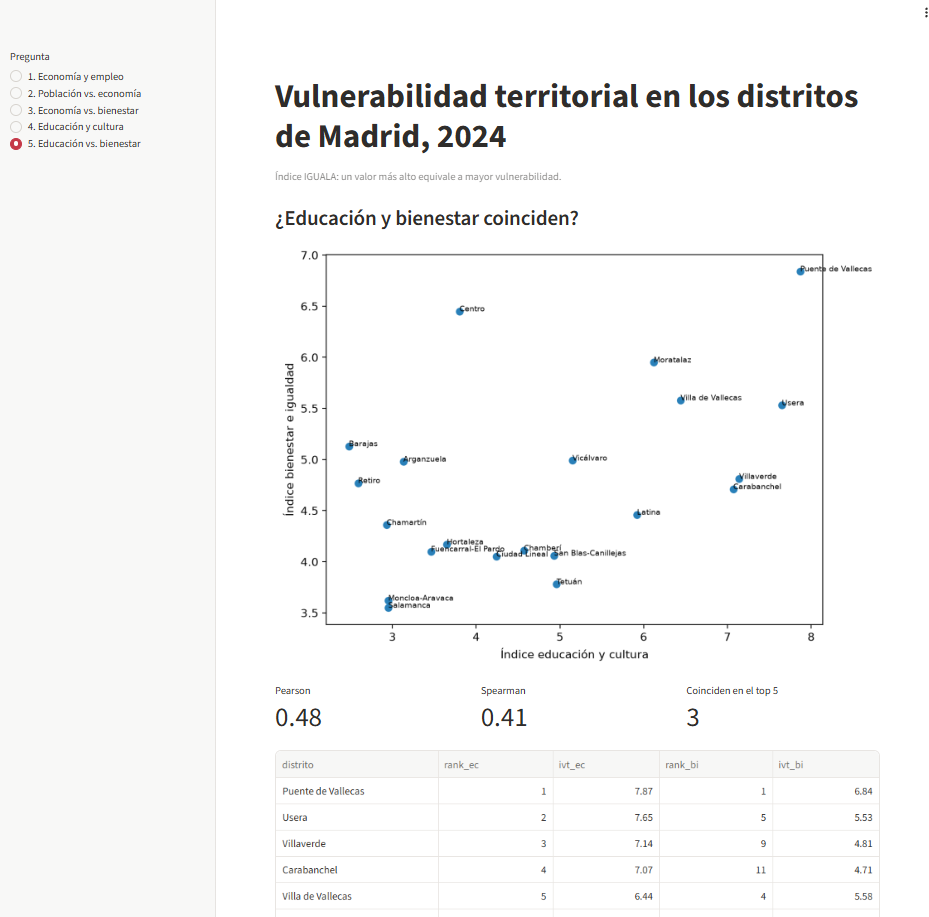 Pregunta
1. Economía y empleo
2. Población vs. economía
3. Economía vs. bienestar
4. Educación y cultura
5. Educación vs. bienestar
Vulnerabilidad territorial en los distritos
de Madrid, 2024
Índice IGUALA: un valor más alto equivale a mayor vulnerabilidad.
¿Educación y bienestar coinciden?
7.0
6.5
6.0
5.5
5.0
4.5
4.0
3.5
Índice bienestar e igualdad
Puente de Vallecas
Centro
Moratalaz
Villa de Vallecas
Usera
Barajas
Arganzuela
Vicálvaro
Retiro
Villaverde
Carabanchel
Latina
Chamartín
Hortaleza
Fuencarral-El Pardo
Ciudad Lineal
Chamberí
San Blas-Canillejas
Tetuán
Moncloa-Aravaca
Salamanca
3 4 5 6 7 8
Índice educación y cultura
Pearson Spearman Coinciden en el top 5
0.48 0.41 3
distrito rank_ec ivt_ec rank_bi ivt_bi
Puente de Vallecas 1 7.87 1 6.84
Usera 2 7.65 5 5.53
Villaverde 3 7.14 9 4.81
Carabanchel 4 7.07 11 4.71
Villa de Vallecas 5 6.44 4 5.58